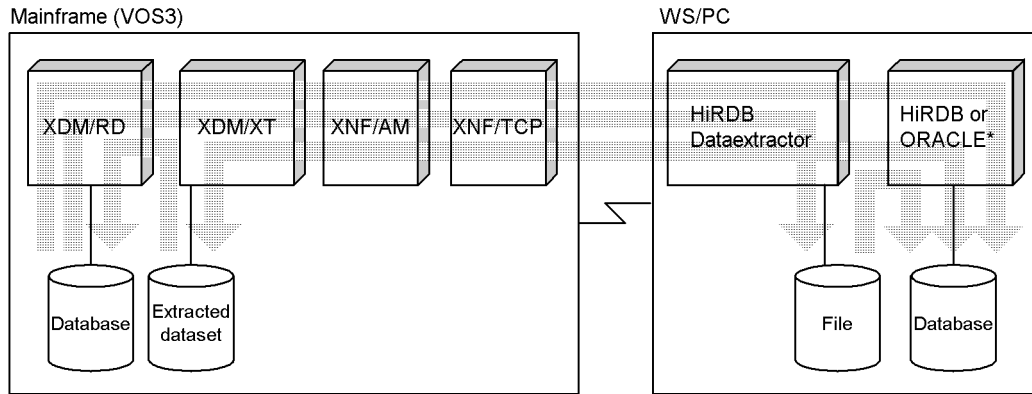 Mainframe (VOS3)
WS/PC
XDM/RD
XDM/XT
XNF/AM
XNF/TCP
HiRDB
Dataextractor
HiRDB or
ORACLE*
Database
Extracted
dataset
File
Database